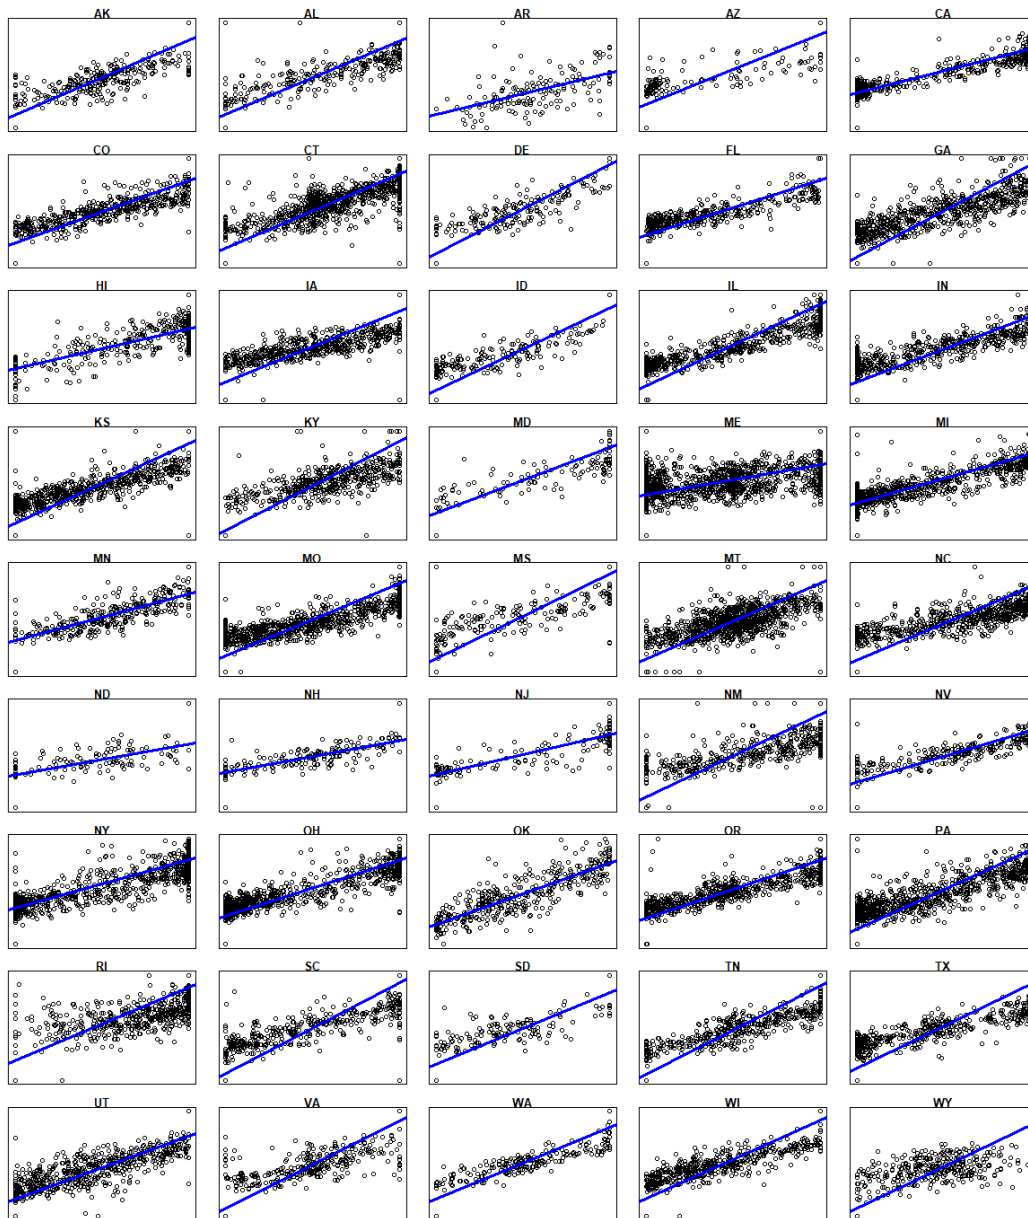 AK AL AR AZ CA
CO CT DE FL GA
HI IA ID IL IN
KS KY MD ME MI
MN MO MS MT NC
ND NH NJ NM NV
NY OH OK OR PA
RI SC SD TN TX
UT VA WA WI WY